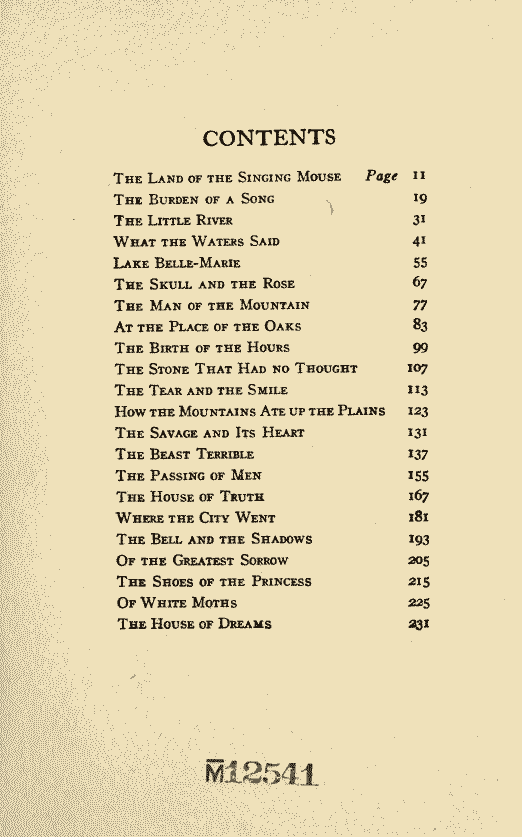 CONTENTS
THE LAND OF THE SINGING MOUSE Page 11
THE BURDEN OF A SONG 19
THE LITTLE RIVER 31
WHAT THE WATERS SAID 41
LAKE BELLE-MARIE 55
THE SKULL AND THE ROSE 67
THE MAN OF THE MOUNTAIN 77
AT THE PLACE OF THE OAKS 83
THE BIRTH OF THE HOURS 99
THE STONE THAT HAD NO THOUGHT 107
THE TEAR AND THE SMILE 113
HOW THE MOUNTAINS ATE UP THE PLAINS 123
THE SAVAGE AND ITS HEART 131
THE BEAST TERRIBLE 137
THE PASSING OF MEN 155
THE HOUSE OF TRUTH 167
WHERE THE CITY WENT 181
THE BELL AND THE SHADOWS 193
OF THE GREATEST SORROW 205
THE SHOES OF THE PRINCESS 215
OF WHITE MOTHS 225
THE HOUSE OF DREAMS 231
M12541